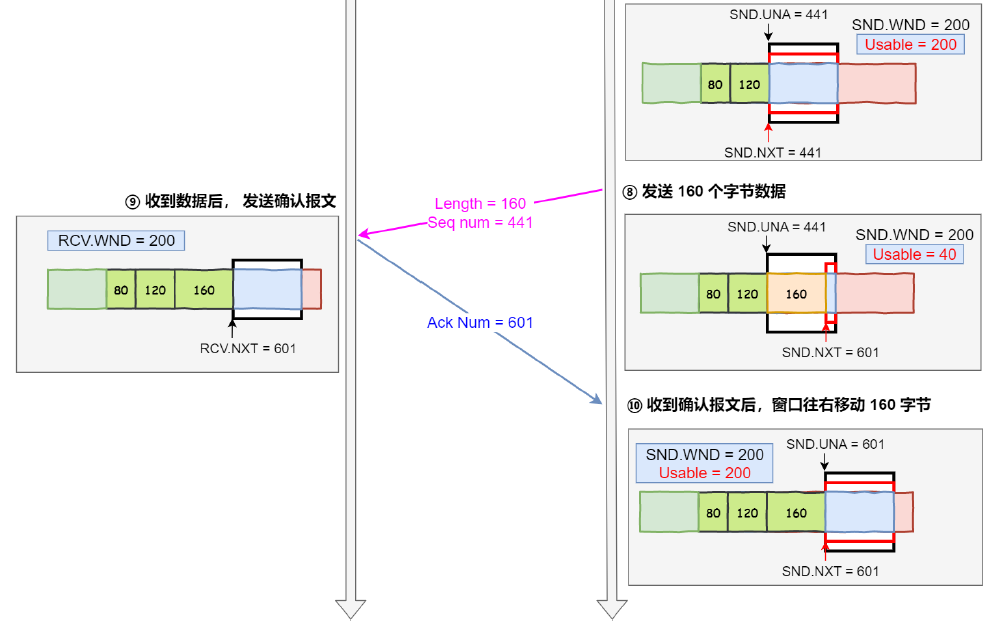 SND.UNA = 441
SND.WND = 200
Usable = 200
80
120
SND.NXT = 441
⑧ 发送 160 个字节数据
Length = 160
Seq num = 441
⑨ 收到数据后， 发送确认报文
RCV.WND = 200
80
120
160
RCV.NXT = 601
SND.UNA = 441
SND.WND = 200
Usable = 40
80
120
160
SND.NXT = 601
Ack Num = 601
⑩ 收到确认报文后，窗口往右移动 160 字节
SND.UNA = 601
SND.WND = 200
Usable = 200
80
120
160
SND.NXT = 601